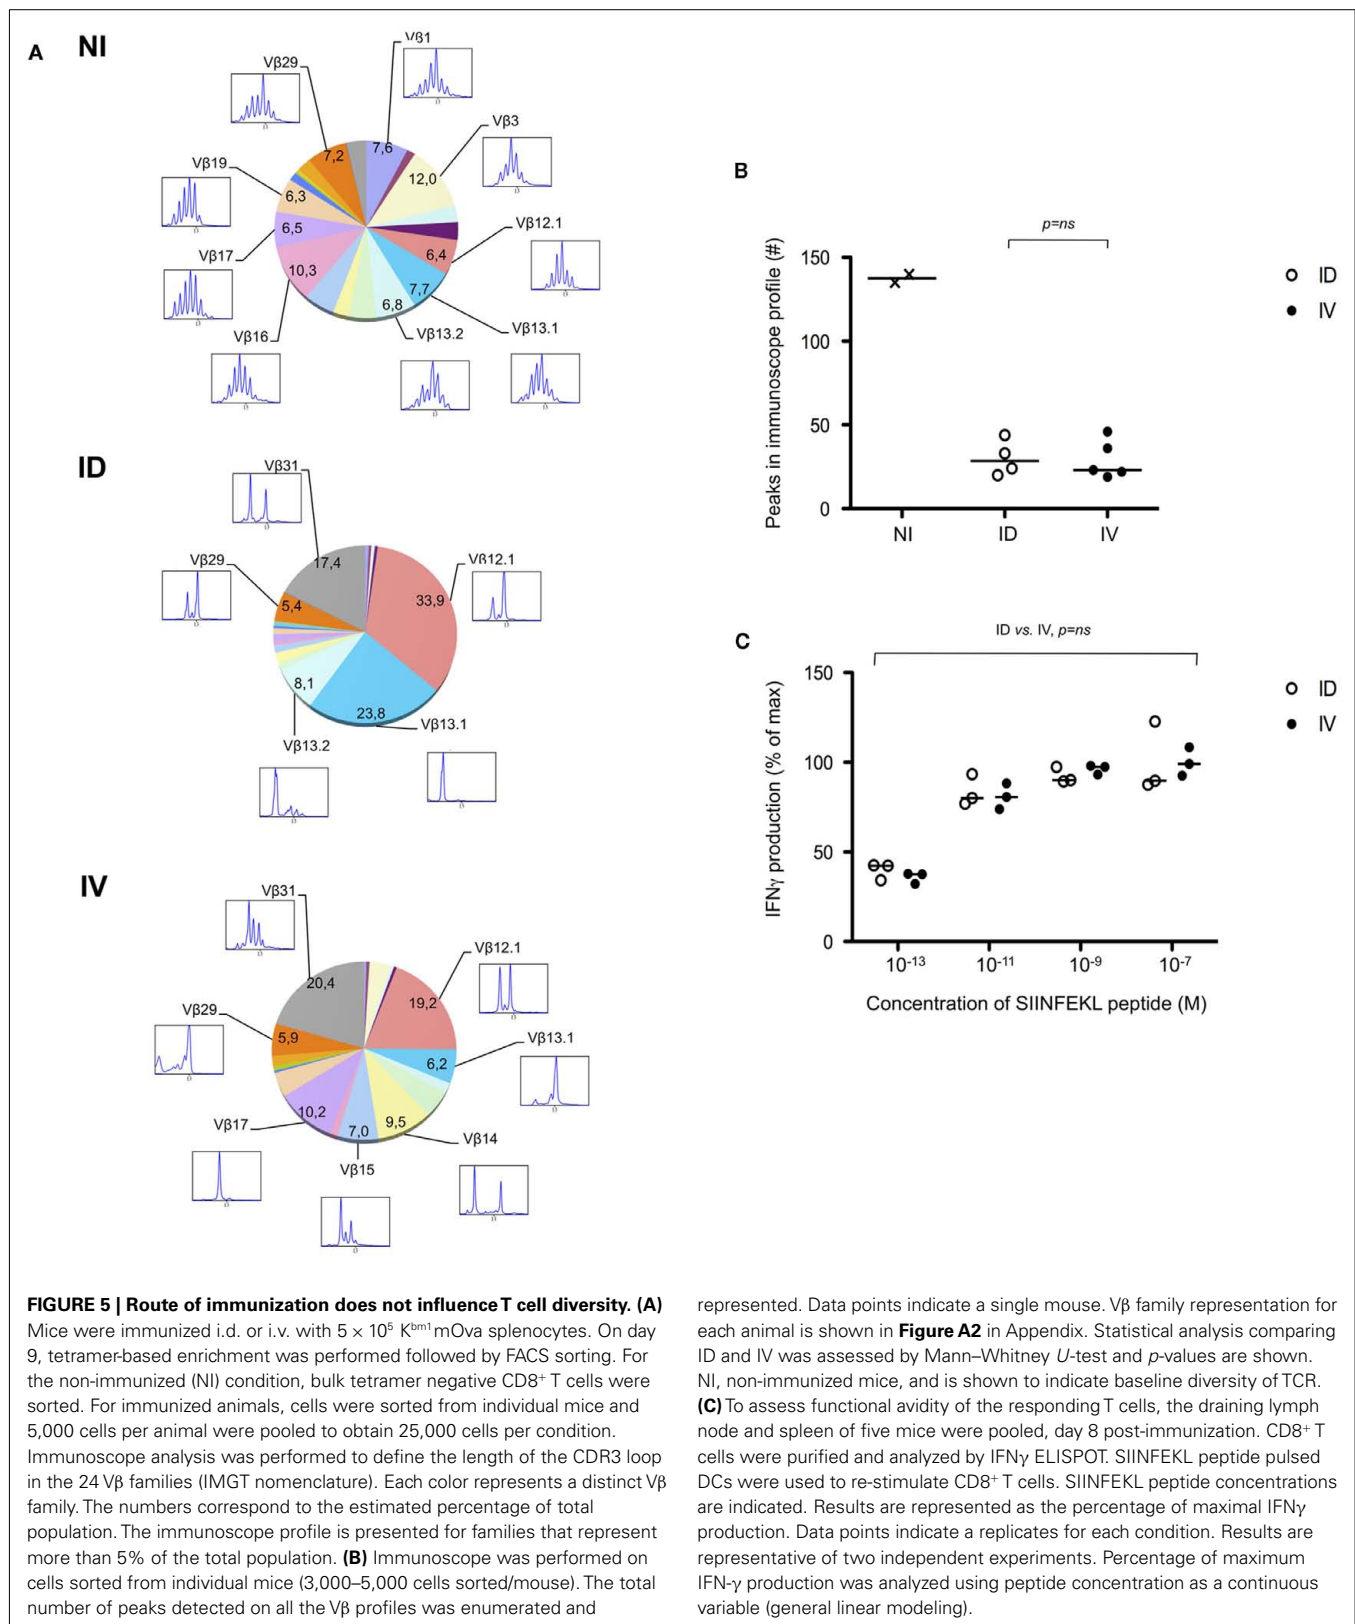 A
NI
Vβ1
Vβ29
Vβ3
7,6
7,2
12,0
Vβ19
6,3
Vβ12.1
6,5
6,4
Vβ17
10,3
7,7
6,8
Vβ16
Vβ13.2
Vβ13.1
ID
Vβ31
17,4
Vβ12.1
Vβ29
33,9
5,4
8,1
23,8
Vβ13.1
Vβ13.2
IV
Vβ31
Vβ12.1
20,4
19,2
Vβ29
Vβ13.1
5,9
6,2
10,2
9,5
Vβ17
7,0
Vβ14
Vβ15
B
p=ns
Peaks in immunoscope profile (#)
150
100
50
0
NI ID IV
ID
IV
C
ID vs. IV, p=ns
IFNγ production (% of max)
150
100
50
0
10-13 10-11 10-9 10-7
Concentration of SIINFEKL peptide (M)
ID
IV
FIGURE 5 | Route of immunization does not influence T cell diversity. (A)
Mice were immunized i.d. or i.v. with 5 × 10⁵ Kᵇᵐ¹ mOva splenocytes. On day
9, tetramer-based enrichment was performed followed by FACS sorting. For
the non-immunized (NI) condition, bulk tetramer negative CD8⁺ T cells were
sorted. For immunized animals, cells were sorted from individual mice and
5,000 cells per animal were pooled to obtain 25,000 cells per condition.
Immunoscope analysis was performed to define the length of the CDR3 loop
in the 24 Vβ families (IMGT nomenclature). Each color represents a distinct Vβ
family. The numbers correspond to the estimated percentage of total
population. The immunoscope profile is presented for families that represent
more than 5% of the total population. (B) Immunoscope was performed on
cells sorted from individual mice (3,000–5,000 cells sorted/mouse). The total
number of peaks detected on all the Vβ profiles was enumerated and
represented. Data points indicate a single mouse. Vβ family representation for
each animal is shown in Figure A2 in Appendix. Statistical analysis comparing
ID and IV was assessed by Mann–Whitney U-test and p-values are shown.
NI, non-immunized mice, and is shown to indicate baseline diversity of TCR.
(C) To assess functional avidity of the responding T cells, the draining lymph
node and spleen of five mice were pooled, day 8 post-immunization. CD8⁺ T
cells were purified and analyzed by IFNγ ELISPOT. SIINFEKL peptide pulsed
DCs were used to re-stimulate CD8⁺ T cells. SIINFEKL peptide concentrations
are indicated. Results are represented as the percentage of maximal IFNγ
production. Data points indicate a replicates for each condition. Results are
representative of two independent experiments. Percentage of maximum
IFN-γ production was analyzed using peptide concentration as a continuous
variable (general linear modeling).